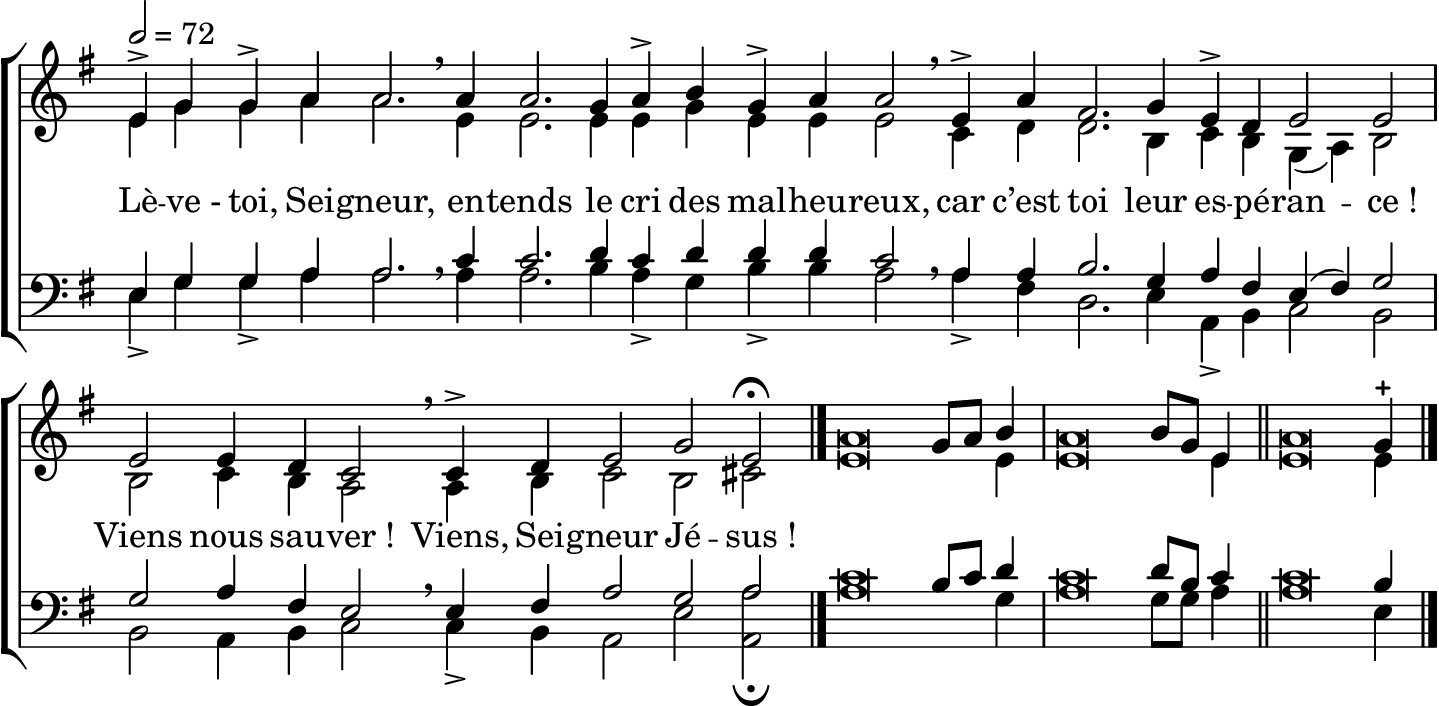 = 72
Lè - ve - toi, Seigneur, entends le cri des malheureux, car c’est toi leur es - péran - ce !
Viens nous sauver ! Viens, Seigneur Jé - sus !